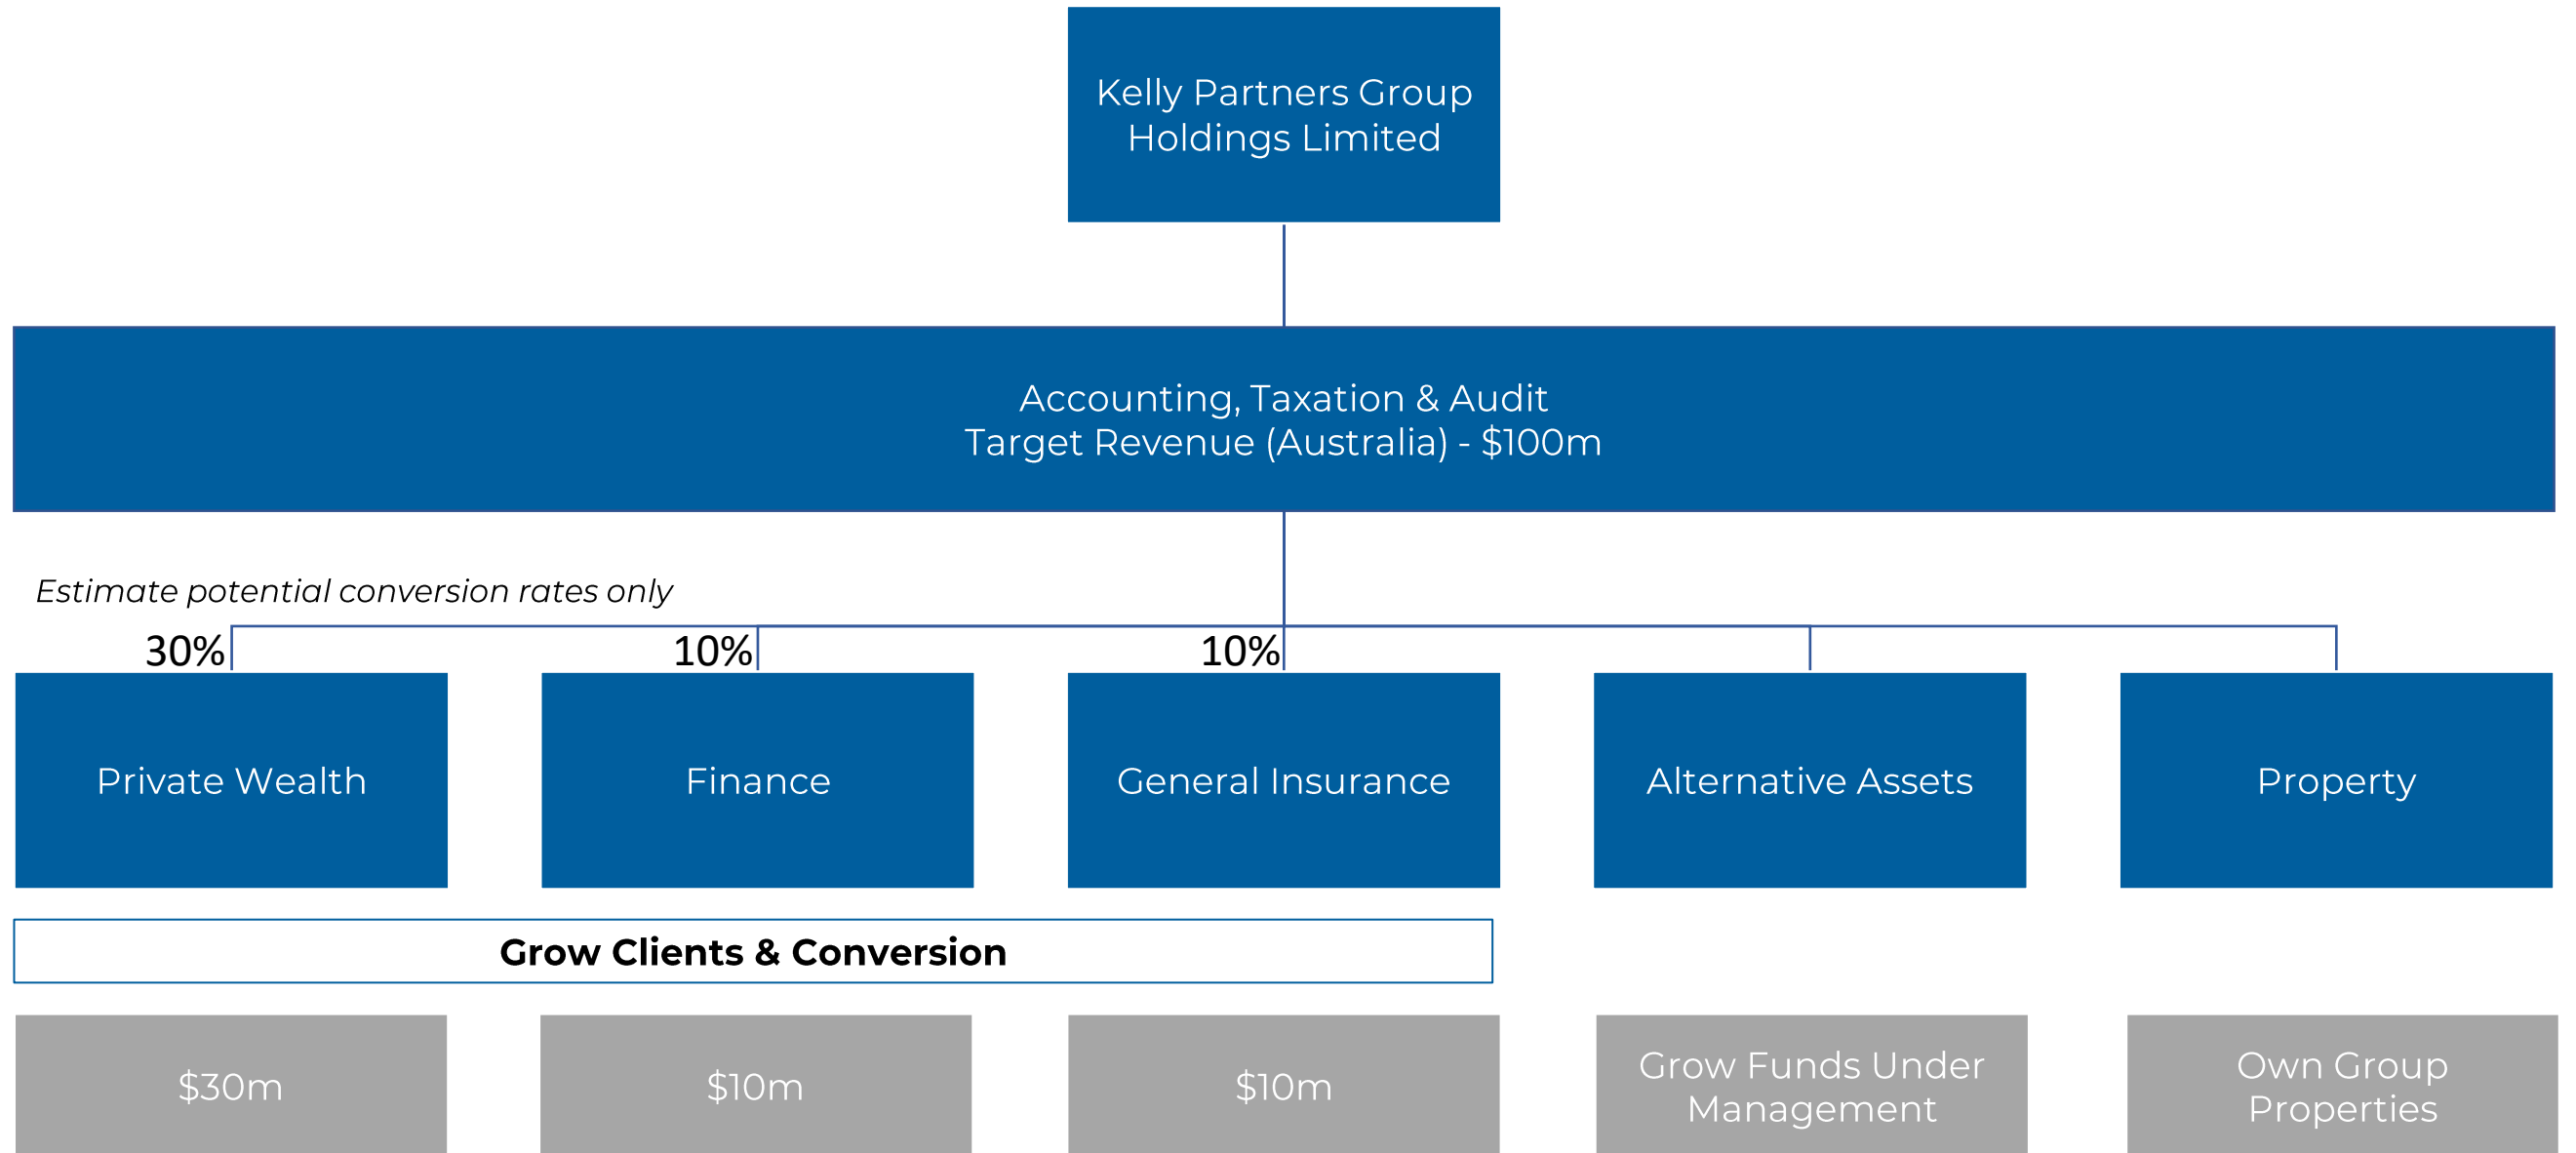 Kelly Partners Group
Holdings Limited
Accounting, Taxation & Audit
Target Revenue (Australia) - $100m
Estimate potential conversion rates only
30%
10%
10%
Private Wealth
Finance
General Insurance
Alternative Assets
Property
Grow Clients & Conversion
$30m
$10m
$10m
Grow Funds Under
Management
Own Group
Properties